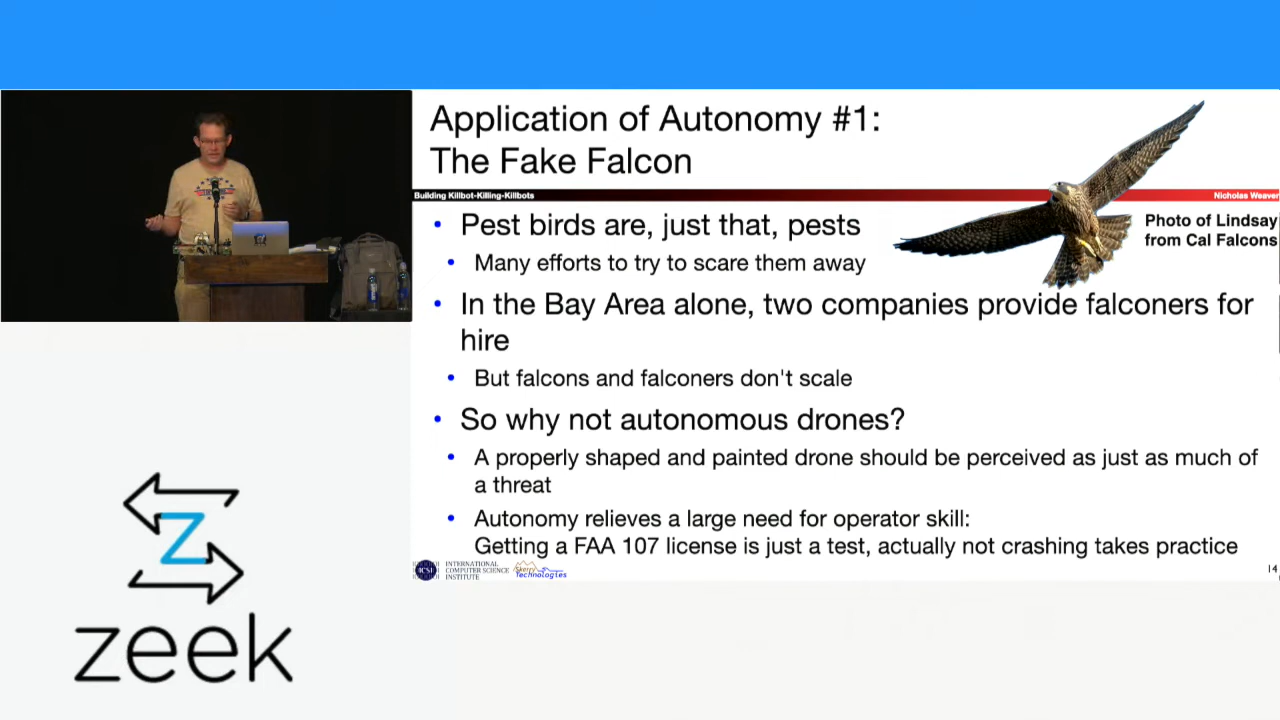 Application of Autonomy #1:
The Fake Falcon
Building Killbot-Killing-Killbots
Nicholas Weaver
Photo of Lindsay
from Cal Falcons
Pest birds are, just that, pests
Many efforts to try to scare them away
In the Bay Area alone, two companies provide falconers for
hire
But falcons and falconers don't scale
So why not autonomous drones?
A properly shaped and painted drone should be perceived as just as much of
a threat
Autonomy relieves a large need for operator skill:
Getting a FAA 107 license is just a test, actually not crashing takes practice
ICSI
INTERNATIONAL
COMPUTER SCIENCE
INSTITUTE
Skerry
Technologies
14
Z
zeek